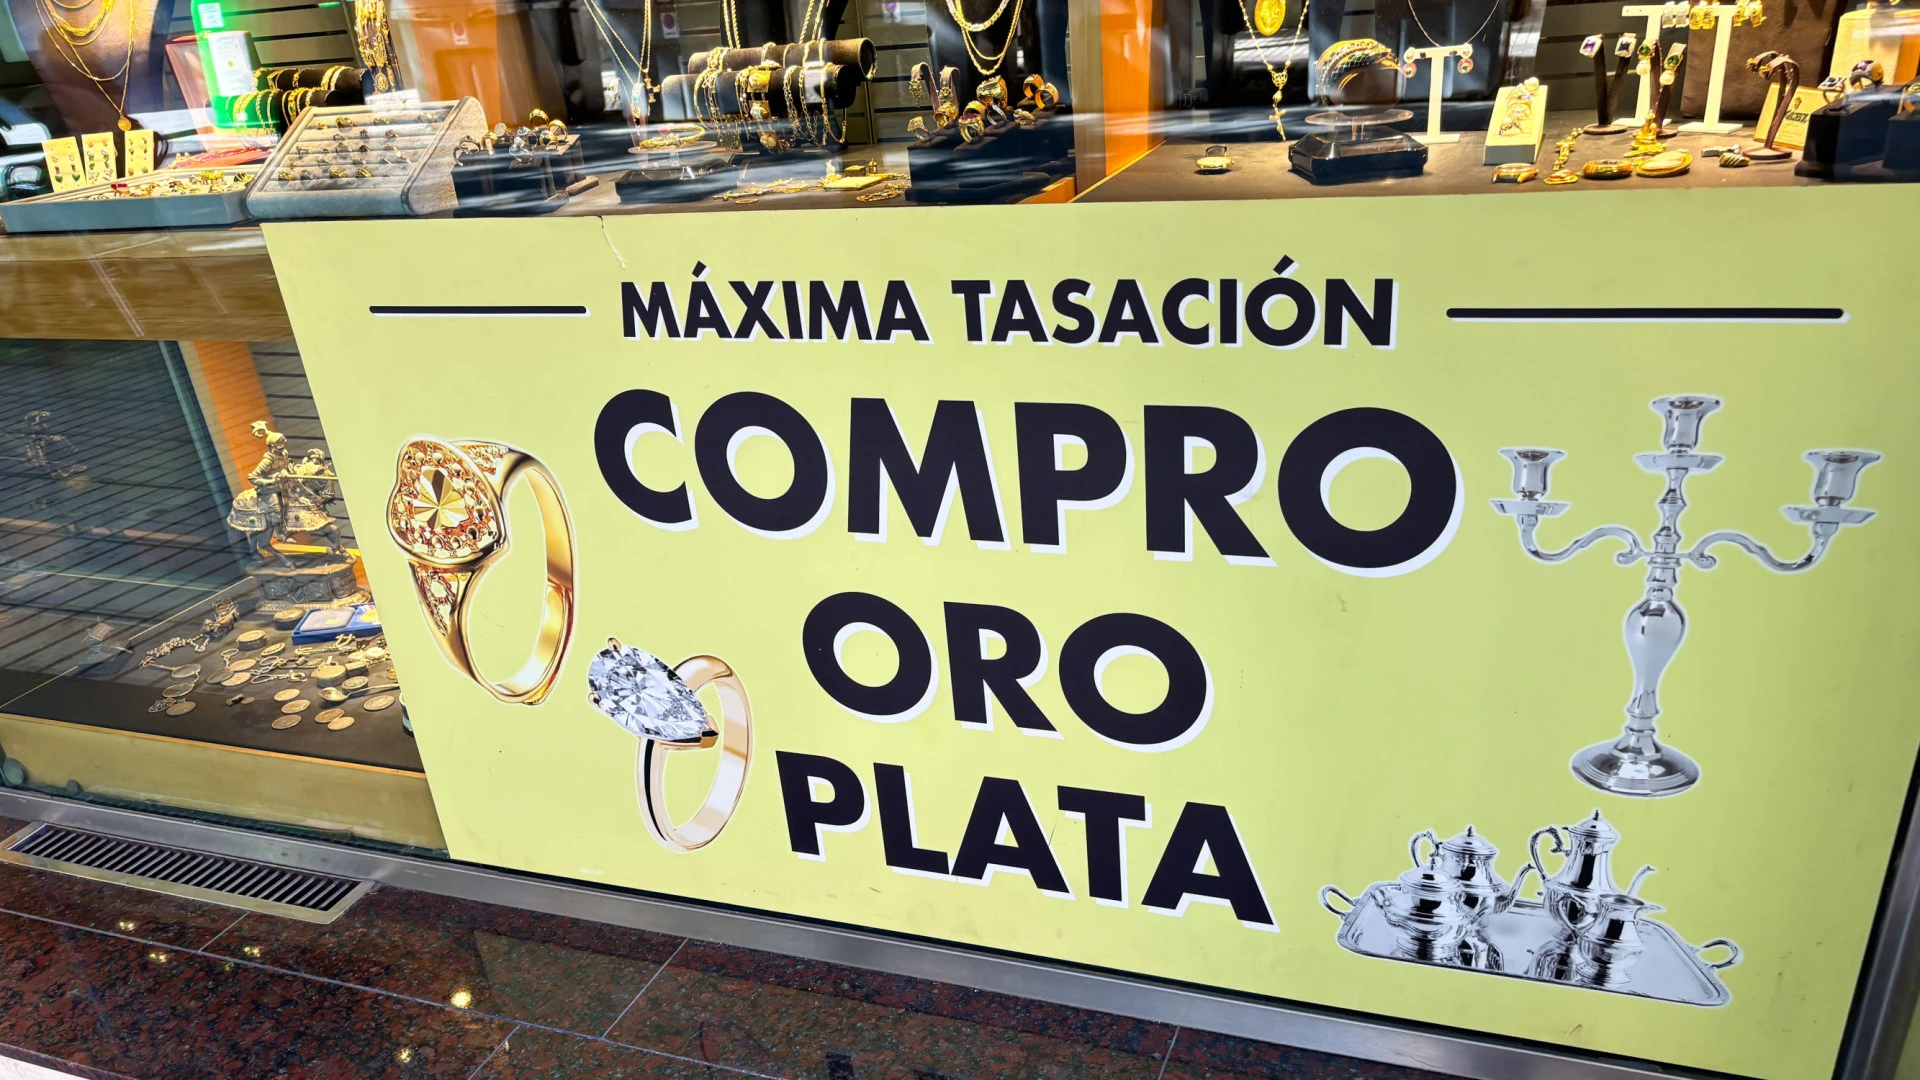 MÁXIMA TASACIÓN
COMPRO
ORO
PLATA